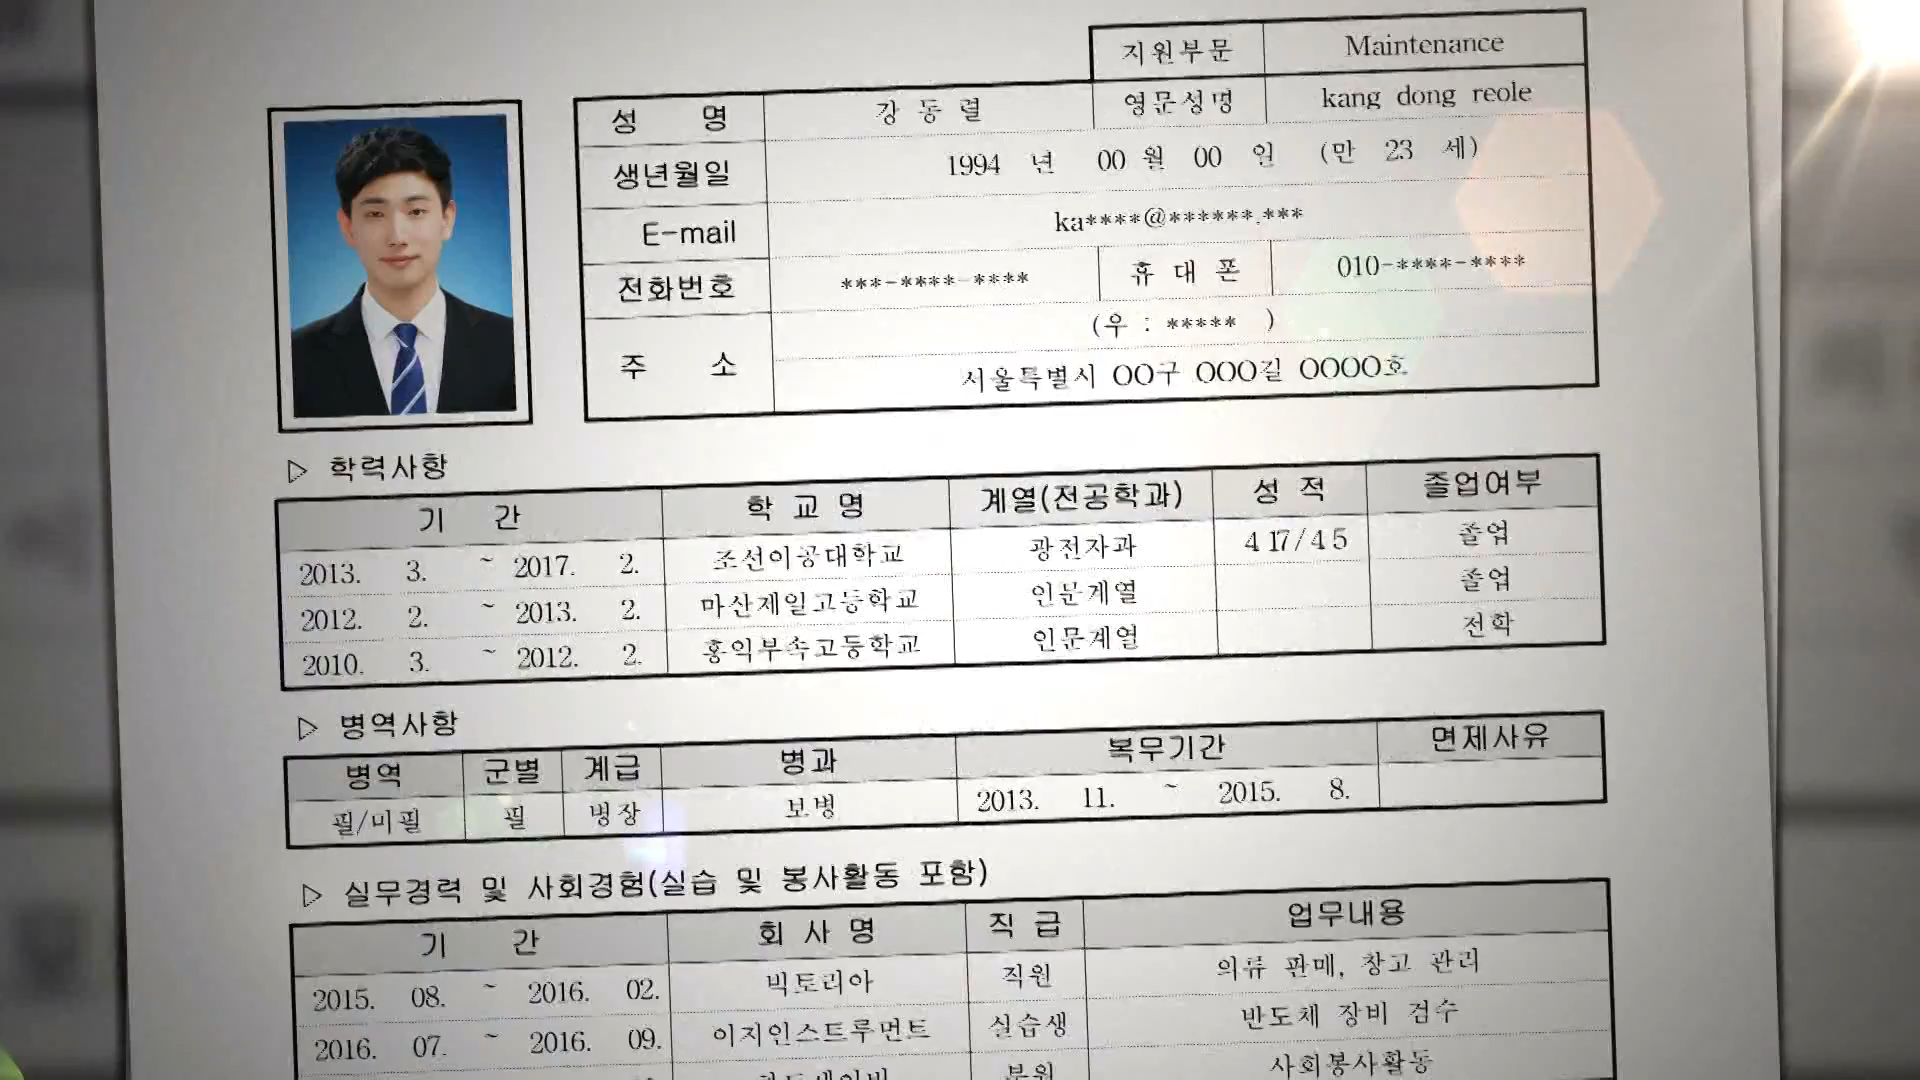 지원부문 Maintenance
성 명 강 동 렬 영문성명 kang dong reole
생년월일 1994 년 00 월 00 일 (만 23 세)
E-mail ka****@******.***
전화번호 ***-****-**** 휴 대 폰 010-****-****
주 소 (우 : ***** )
서울특별시 OO구 OOO길 OOOO호
▷ 학력사항
기 간 학 교 명 계열(전공학과) 성 적 졸업여부
2013. 3. ~ 2017. 2. 조선이공대학교 광전자과 4.17/4.5 졸업
2012. 2. ~ 2013. 2. 마산제일고등학교 인문계열 졸업
2010. 3. ~ 2012. 2. 홍익부속고등학교 인문계열 전학
▷ 병역사항
병역 군별 계급 병과 복무기간 면제사유
필/미필 필 병장 보병 2013. 11. ~ 2015. 8.
▷ 실무경력 및 사회경험(실습 및 봉사활동 포함)
기 간 회 사 명 직 급 업무내용
2015. 08. ~ 2016. 02. 빅토리아 직원 의류 판매, 창고 관리
2016. 07. ~ 2016. 09. 이지인스트루먼트 실습생 반도체 장비 검수
사회봉사활동